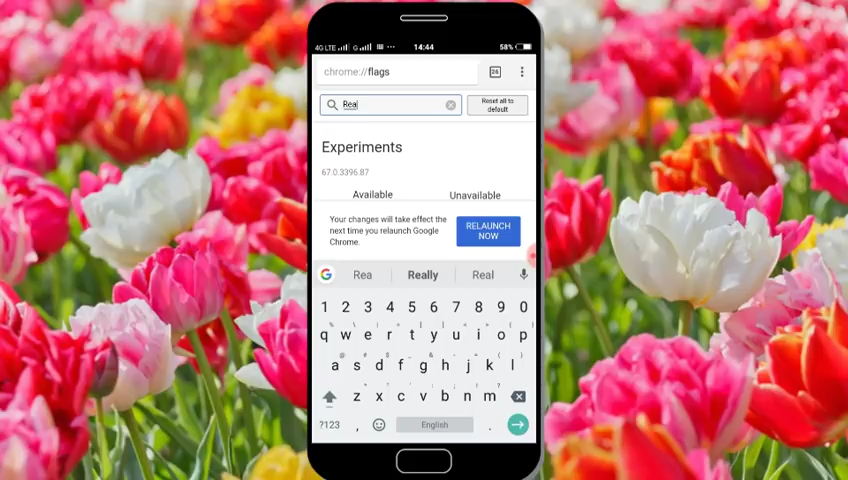 4G LTE G ••• 14:44 58%
chrome://flags 26
Rea Reset all to
default
Experiments
67.0.3396.87
Available Unavailable
Your changes will take effect the
next time you relaunch Google
Chrome.
RELAUNCH
NOW
G Rea Really Real
1 2 3 4 5 6 7 8 9 0
q w e r t y u i o p
a s d f g h j k l
z x c v b n m
?123 , English .